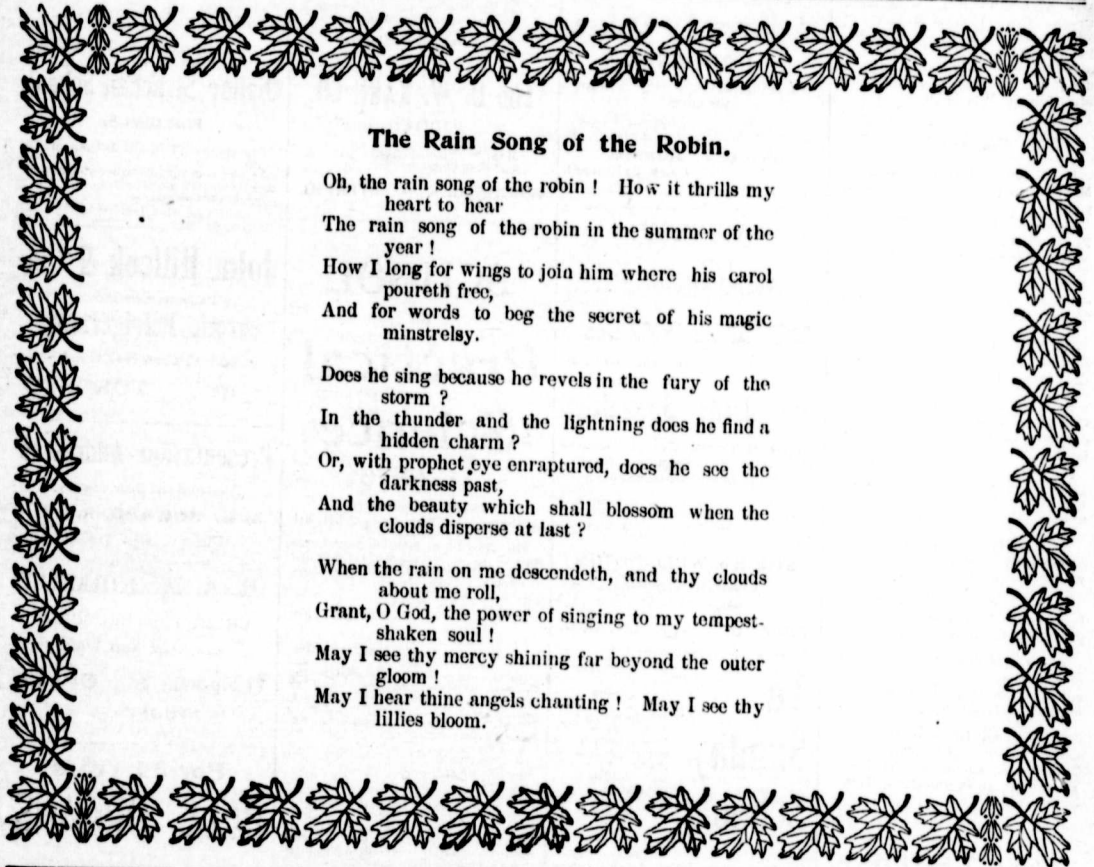 The Rain Song of the Robin.
Oh, the rain song of the robin ! How it thrills my
heart to hear
The rain song of the robin in the summer of the
year !
How I long for wings to join him where his carol
poureth free,
And for words to beg the secret of his magic
minstrelsy.
Does he sing because he revels in the fury of the
storm ?
In the thunder and the lightning does he find a
hidden charm ?
Or, with prophet eye enraptured, does he see the
darkness past,
And the beauty which shall blossom when the
clouds disperse at last ?
When the rain on me descendeth, and thy clouds
about me roll,
Grant, O God, the power of singing to my tempest-
shaken soul !
May I see thy mercy shining far beyond the outer
gloom !
May I hear thine angels chanting ! May I see thy
lillies bloom.